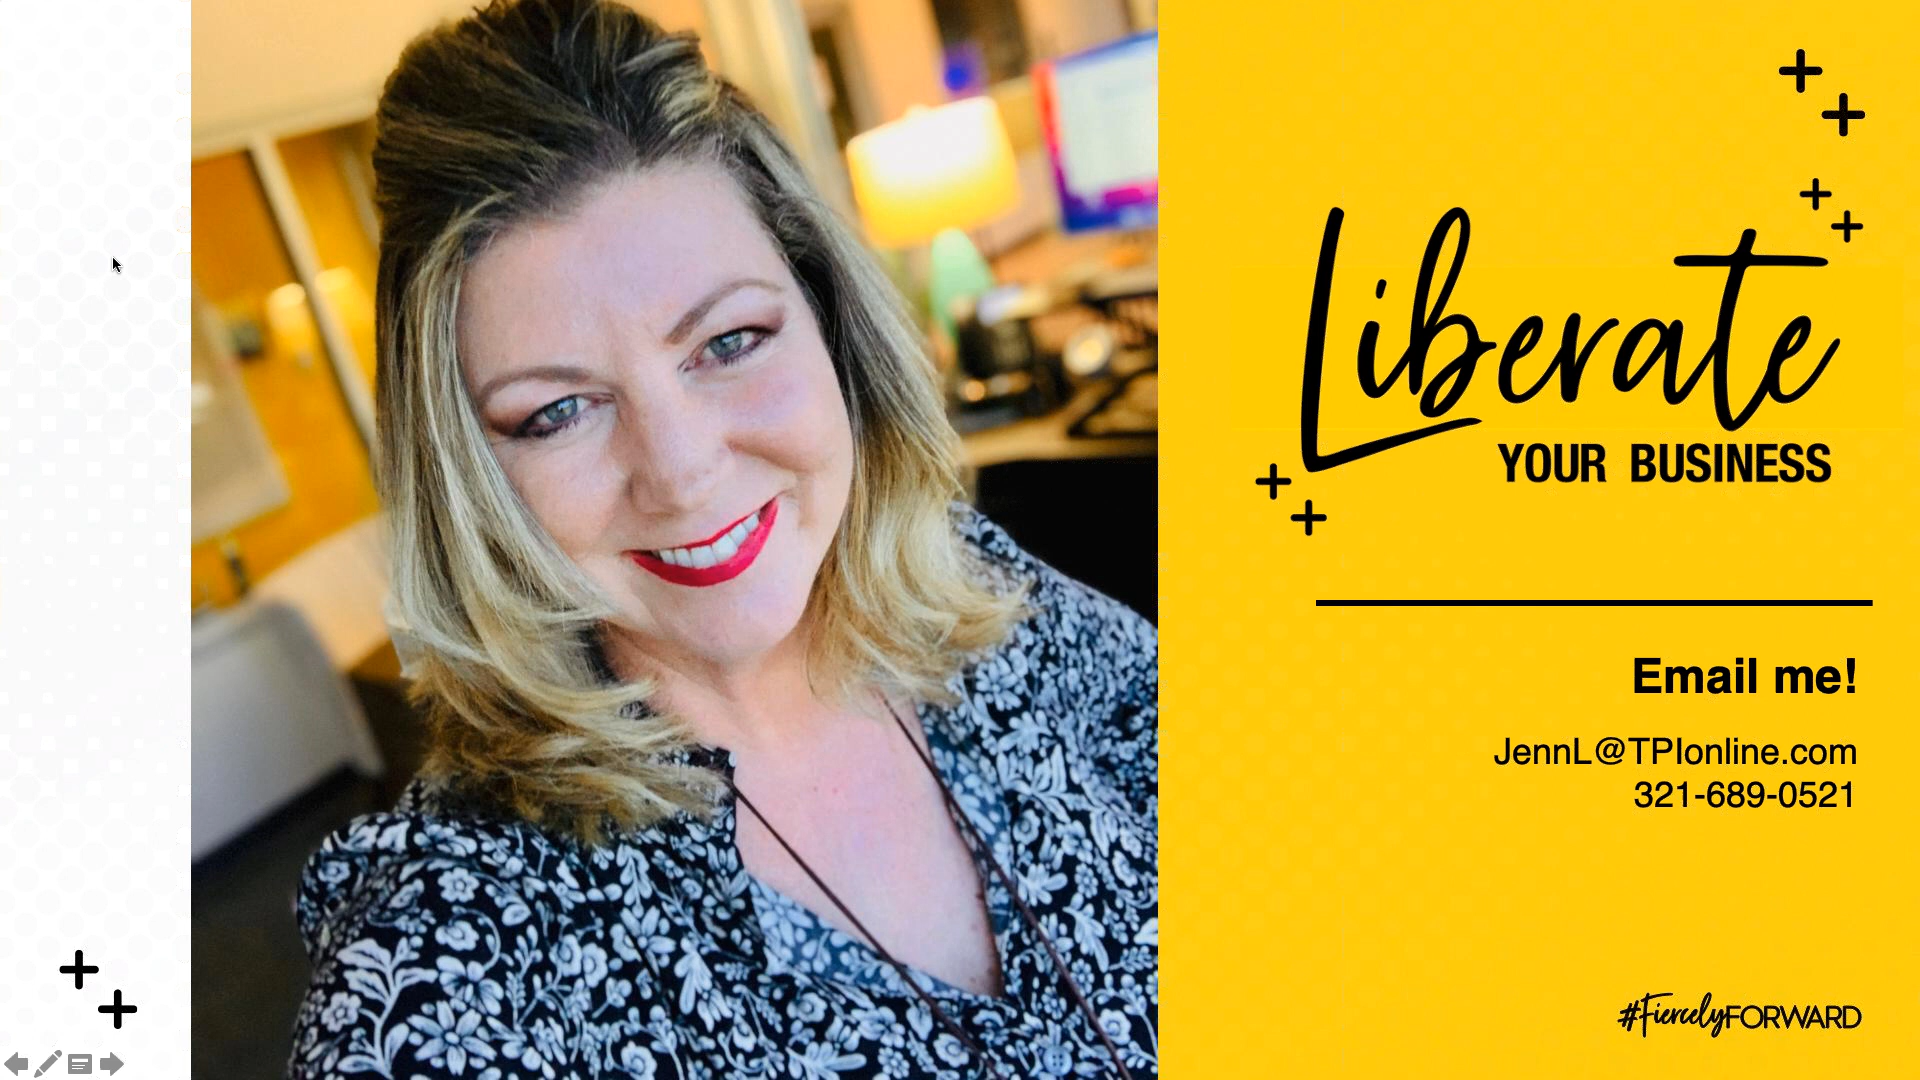 Liberate
YOUR BUSINESS
Email me!
JennL@TPIonline.com
321-689-0521
#FiercelyFORWARD